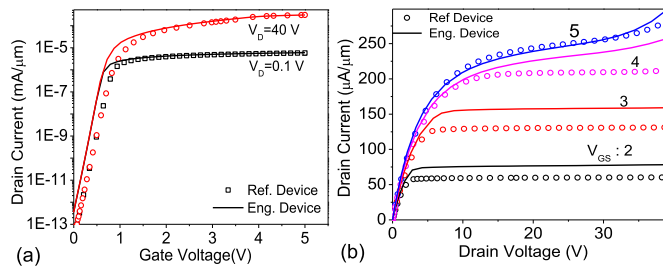 1E-3
1E-5
1E-7
1E-9
1E-11
1E-13
Drain Current (mA/μm)
V_D=40 V
V_D=0.1 V
Ref. Device
Eng. Device
0 1 2 3 4 5
Gate Voltage(V)
(a)
250
200
150
100
50
0
Drain Current (μA/μm)
Ref Device
Eng. Device
5
4
3
V_GS : 2
0 10 20 30
Drain Voltage (V)
(b)